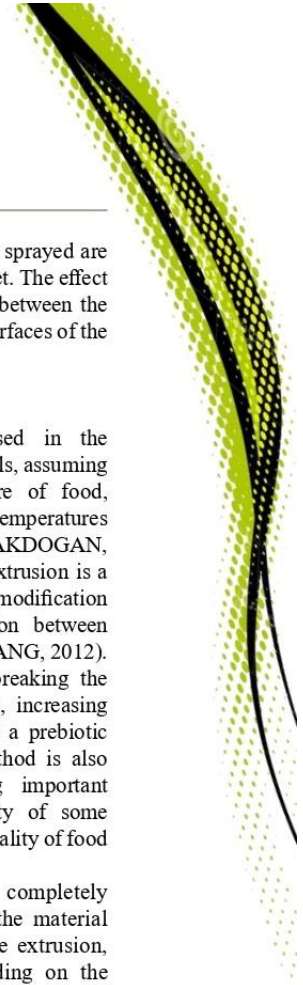 sprayed are
et. The effect
between the
rfaces of the
sed in the
ls, assuming
re of food,
emperatures
AKDOGAN,
xtrusion is a
modification
on between
ANG, 2012).
reaking the
, increasing
a prebiotic
thod is also
g important
ty of some
ality of food
completely
the material
e extrusion,
ding on the